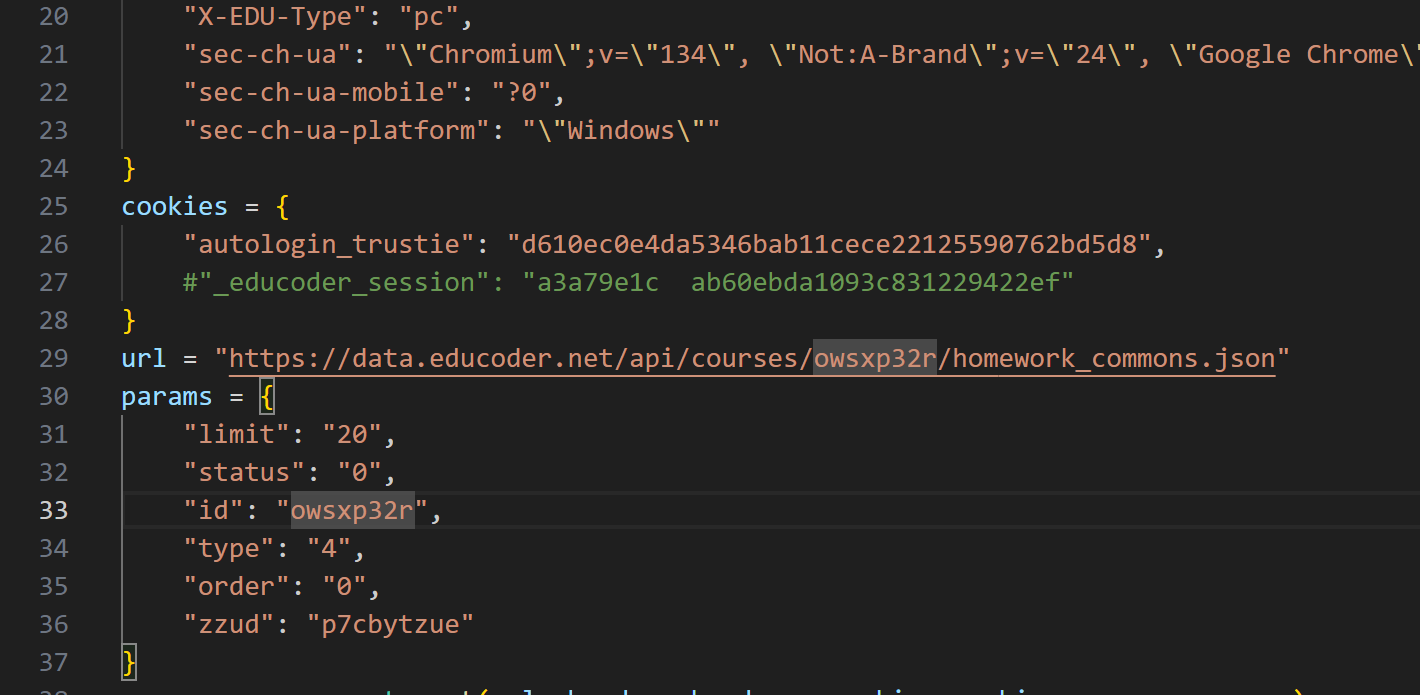 20 "X-EDU-Type": "pc",
21 "sec-ch-ua": "\"Chromium\";v=\"134\", \"Not:A-Brand\";v=\"24\", \"Google Chrome\"
22 "sec-ch-ua-mobile": "?0",
23 "sec-ch-ua-platform": "\"Windows\""
24 }
25 cookies = {
26 "autologin_trustie": "d610ec0e4da5346bab11cece22125590762bd5d8",
27 #"_educoder_session": "a3a79e1c  ab60ebda1093c831229422ef"
28 }
29 url = "https://data.educoder.net/api/courses/owsxp32r/homework_commons.json"
30 params = {
31 "limit": "20",
32 "status": "0",
33 "id": "owsxp32r",
34 "type": "4",
35 "order": "0",
36 "zzud": "p7cbytzue"
37 }